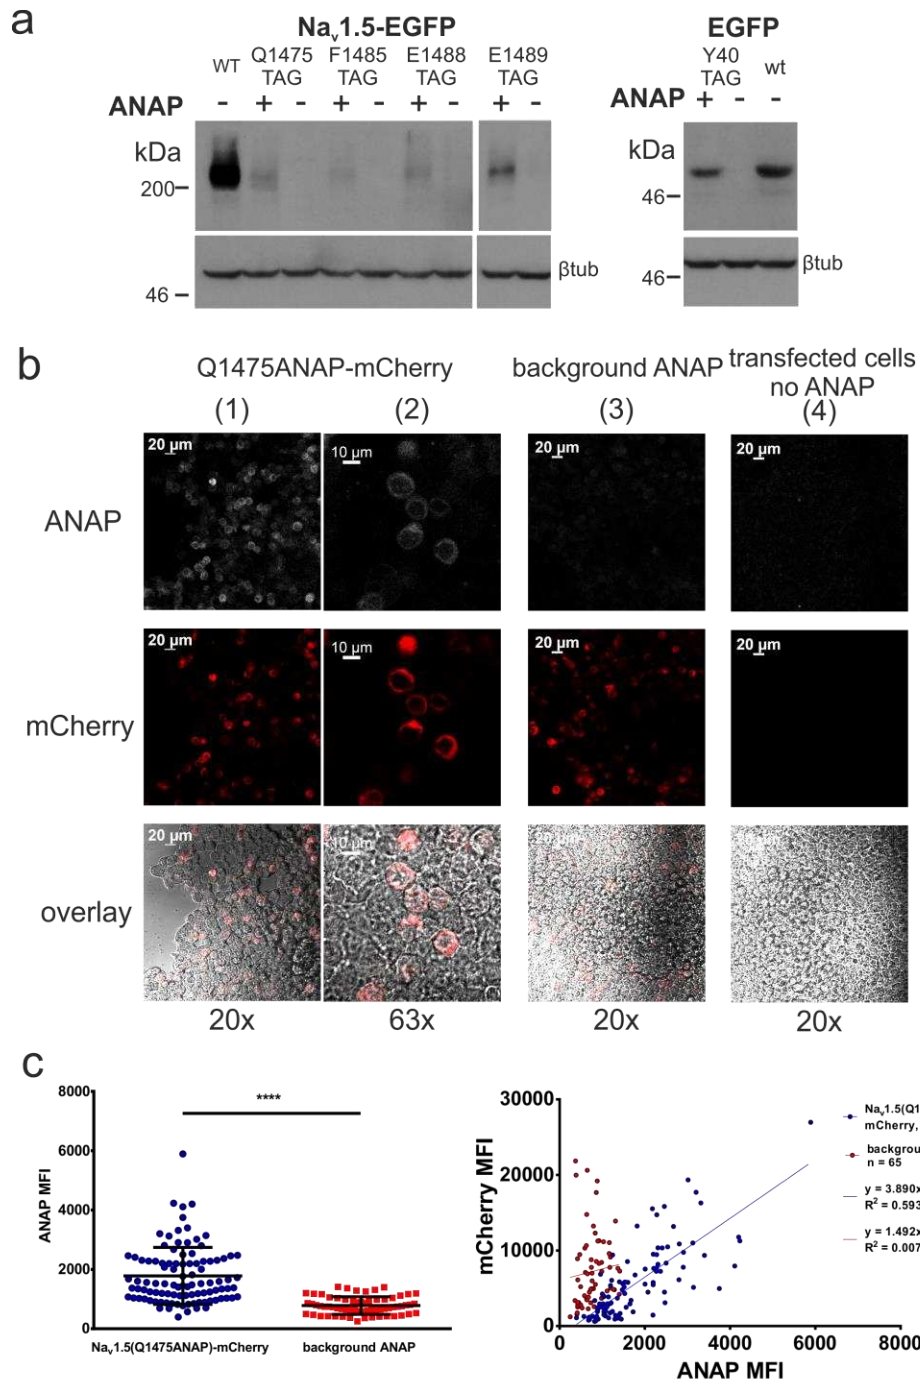 a
Naᵥ1.5-EGFP
EGFP
WT Q1475 TAG F1485 TAG E1488 TAG E1489 TAG
Y40 TAG wt
ANAP - + - + - + - + -
ANAP + - -
kDa
200
46
βtub
kDa
46
46
βtub
b
Q1475ANAP-mCherry
background ANAP
transfected cells
no ANAP
(1) (2) (3) (4)
ANAP
20 µm 10 µm 20 µm 20 µm
mCherry
20 µm 10 µm 20 µm 20 µm
overlay
20 µm 10 µm 20 µm 20 µm
20x 63x 20x 20x
c
8000
6000
4000
2000
0
ANAP MFI
****
Naᵥ1.5(Q1475ANAP)-mCherry
background ANAP
30000
20000
10000
0
mCherry MFI
0 2000 4000 6000 8000
ANAP MFI
Naᵥ1.5(Q1
mCherry,
backgrou
n = 65
y = 3.890x
R² = 0.593
y = 1.492x
R² = 0.007